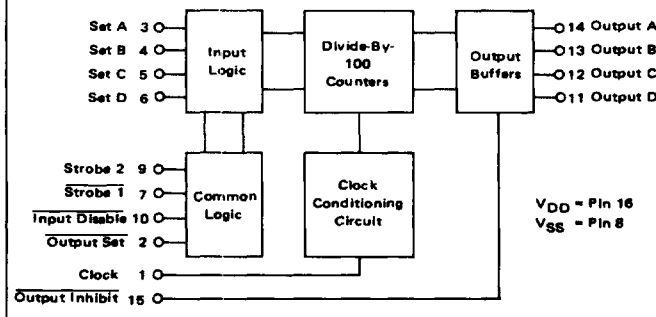 Set A 3
Set B 4
Set C 5
Set D 6
Input
Logic
Divide-By-
100
Counters
Output
Buffers
14 Output A
13 Output B
12 Output C
11 Output D
Strobe 2 9
Strobe 1 7
Input Disable 10
Output Set 2
Common
Logic
Clock
Conditioning
Circuit
VDD = Pin 16
VSS = Pin 8
Clock 1
Output Inhibit 15